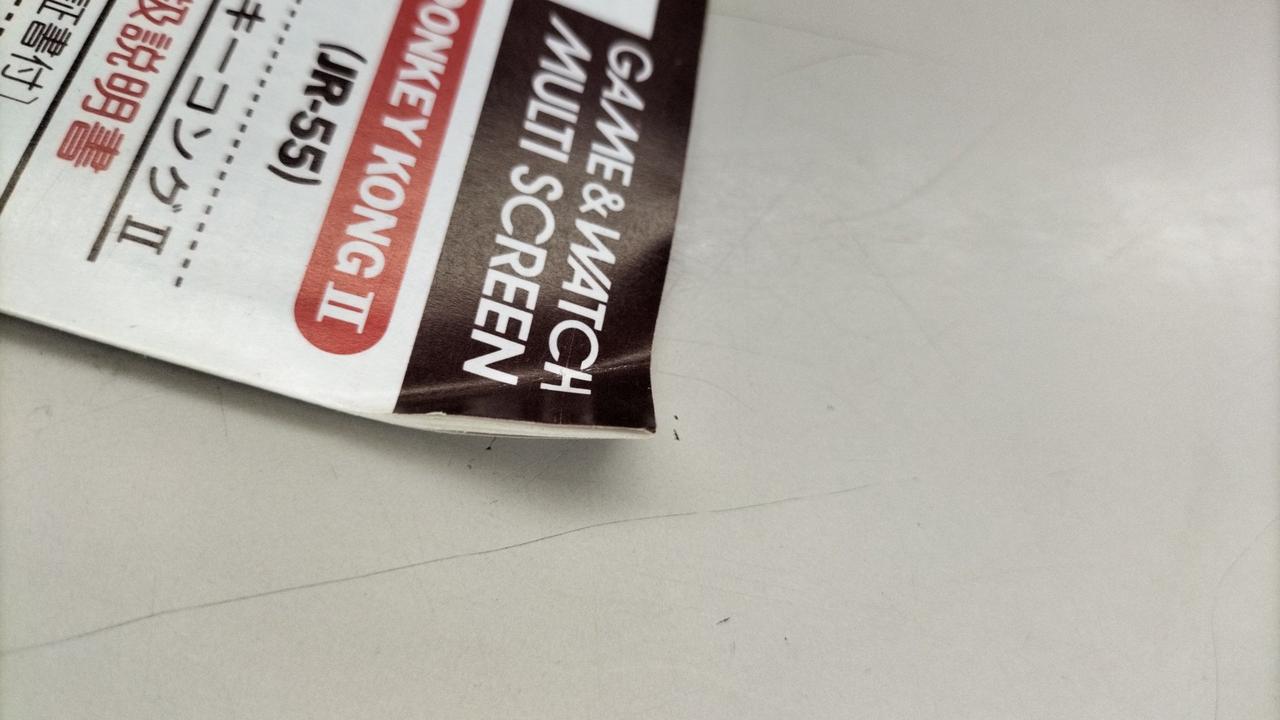 GAME&WATCH
MULTI SCREEN
DONKEY KONG II
(JR-55)
キーコングII
扱説明書
証書付)